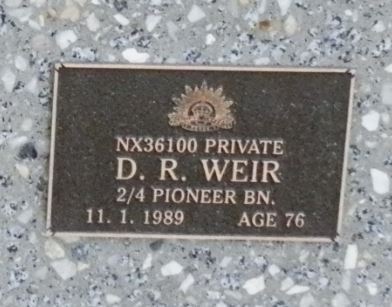 NX36100 PRIVATE
D. R. WEIR
2/4 PIONEER BN.
11. 1. 1989 AGE 76